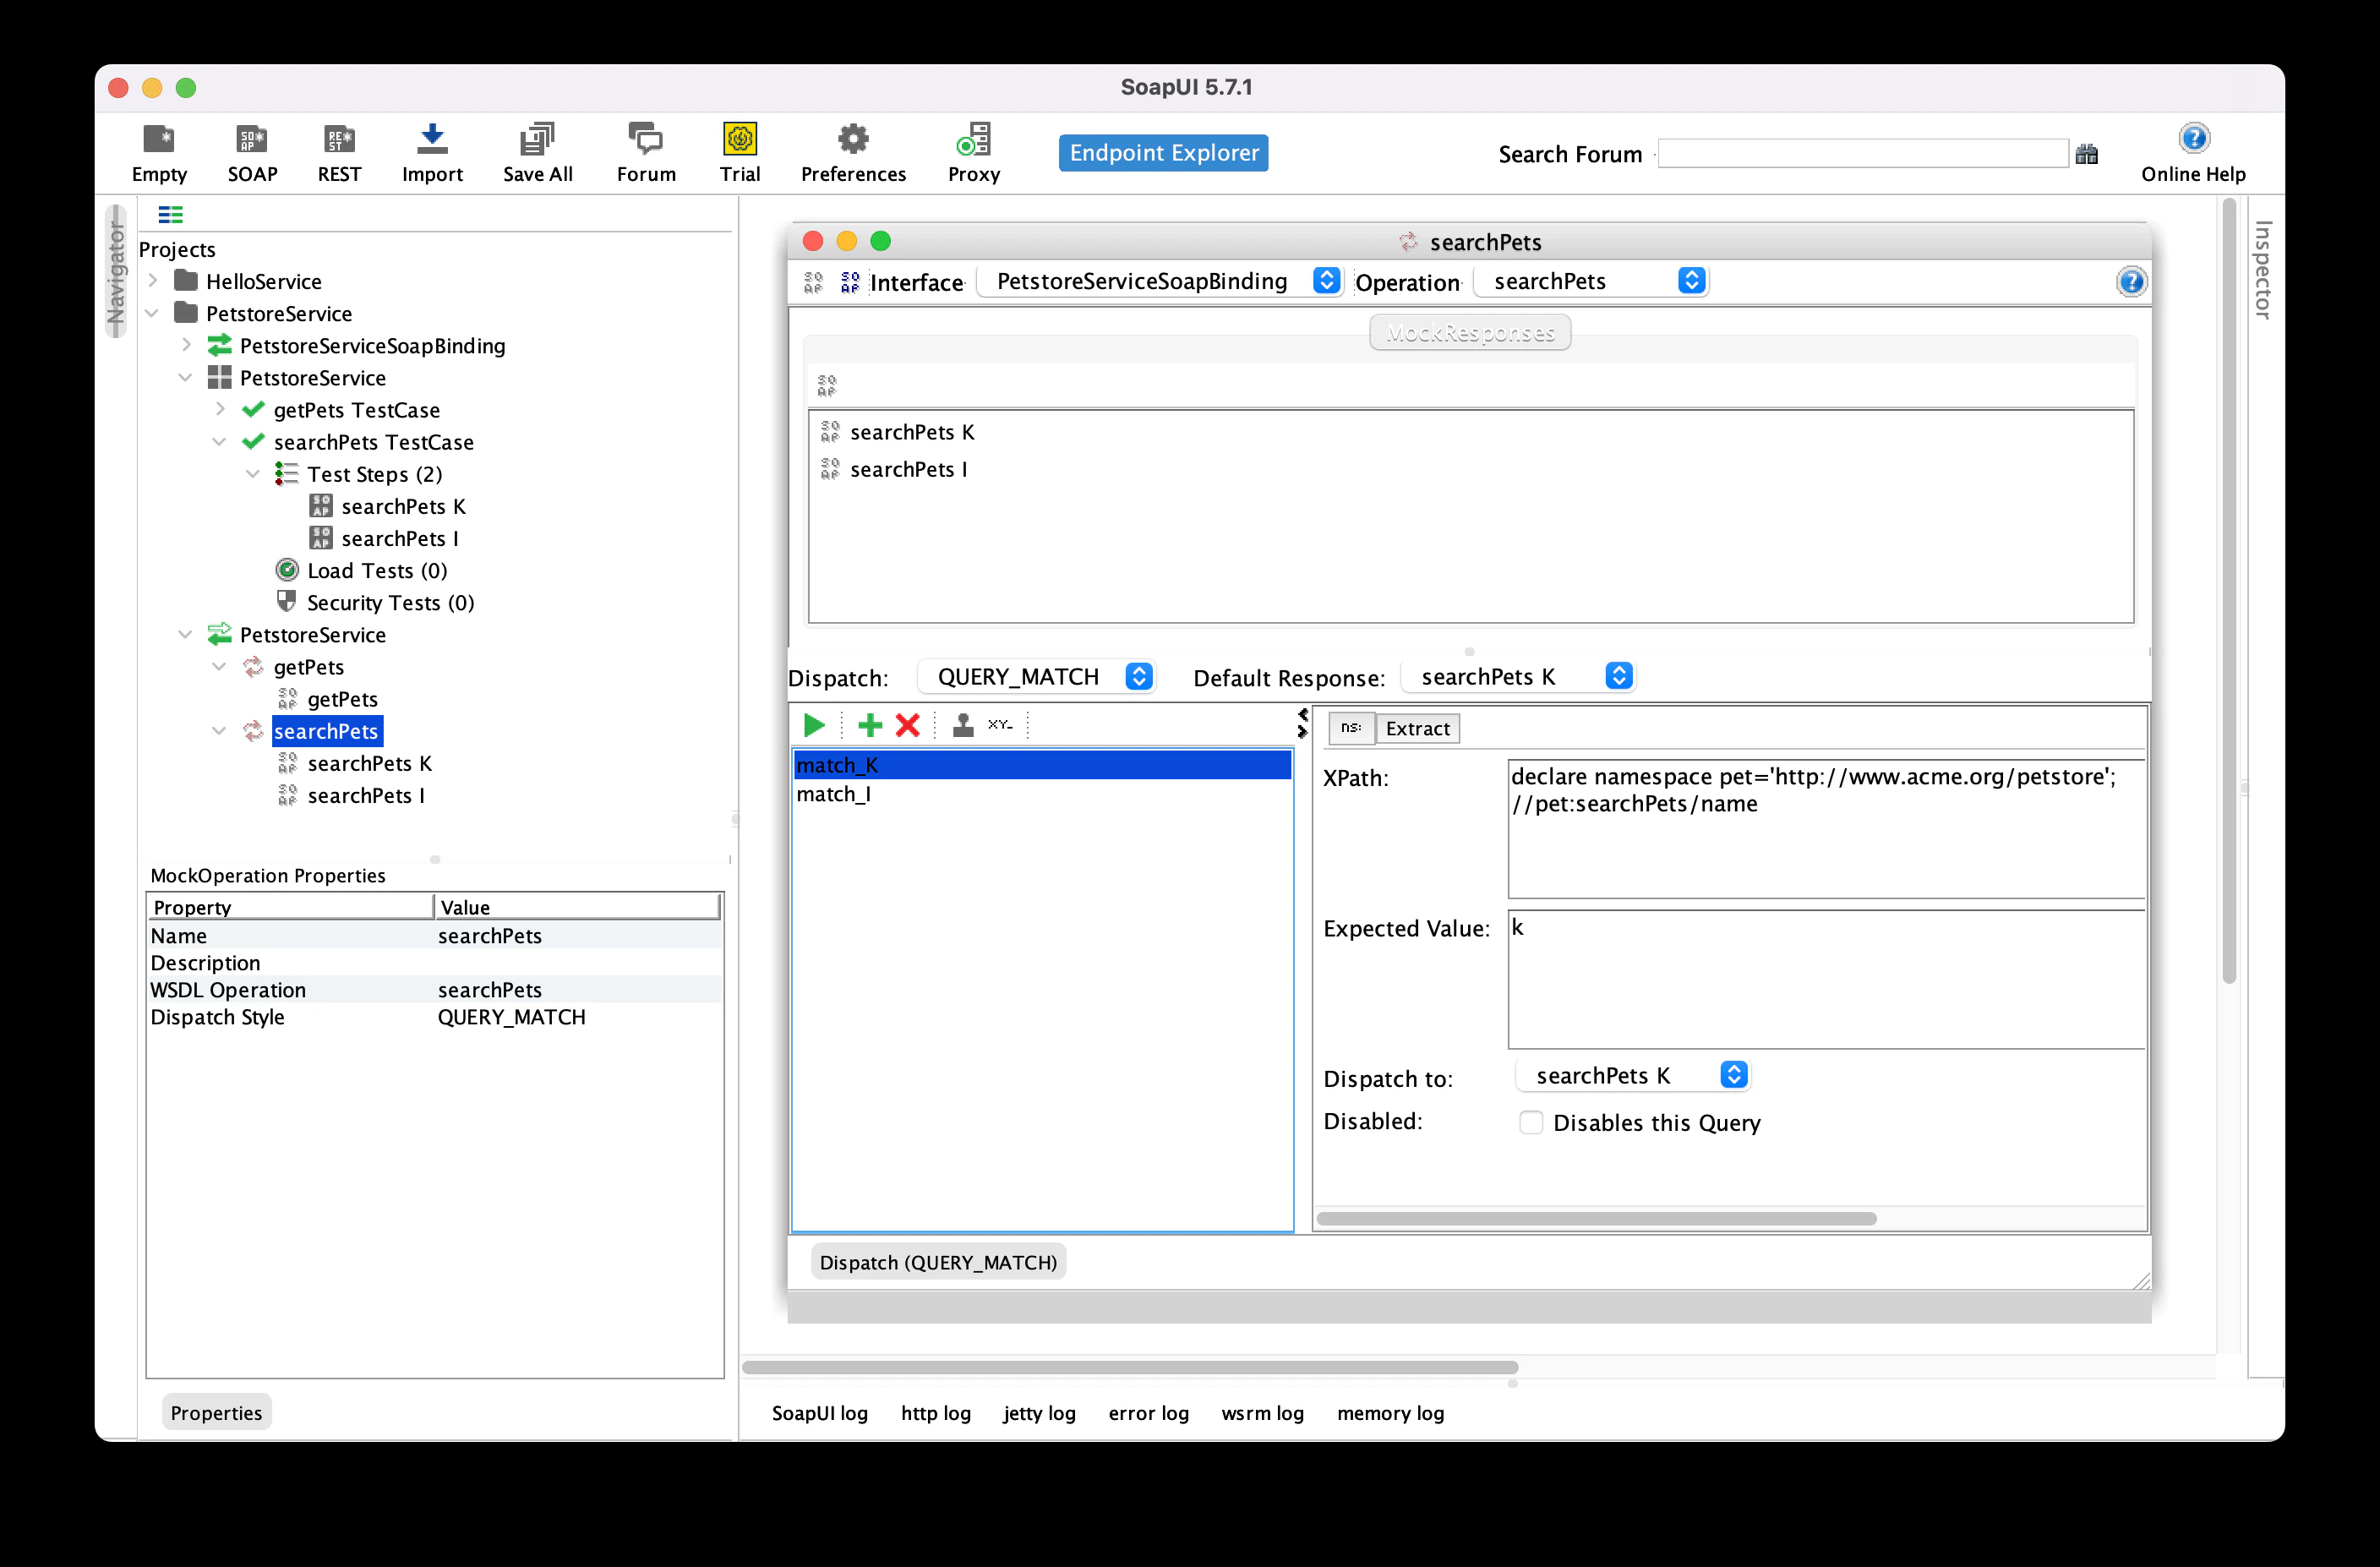 SoapUI 5.7.1
Empty
SOAP
REST
Import
Save All
Forum
Trial
Preferences
Proxy
Endpoint Explorer
Search Forum
Online Help
Navigator
Projects
HelloService
PetstoreService
PetstoreServiceSoapBinding
PetstoreService
getPets TestCase
searchPets TestCase
Test Steps (2)
searchPets K
searchPets I
Load Tests (0)
Security Tests (0)
PetstoreService
getPets
getPets
searchPets
searchPets K
searchPets I
MockOperation Properties
Property Value
Name searchPets
Description
WSDL Operation searchPets
Dispatch Style QUERY_MATCH
Properties
searchPets
Interface PetstoreServiceSoapBinding Operation searchPets
MockResponses
searchPets K
searchPets I
Dispatch: QUERY_MATCH Default Response: searchPets K
XY_
match_K
match_I
ns: Extract
XPath:
declare namespace pet='http://www.acme.org/petstore';
//pet:searchPets/name
Expected Value: k
Dispatch to: searchPets K
Disabled: Disables this Query
Dispatch (QUERY_MATCH)
SoapUI log http log jetty log error log wsrm log memory log
Inspector